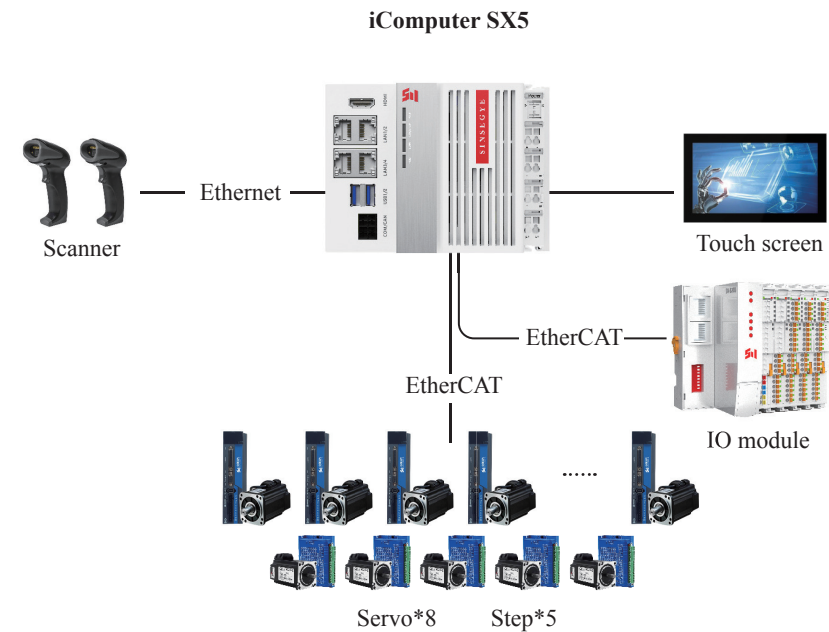 iComputer SX5
HDMI
LAN1/2
LAN3/4
USB1/2
COM/CAN
SINSEGYE
Ethernet
Scanner
Touch screen
EtherCAT
IO module
EtherCAT
......
Servo*8
Step*5